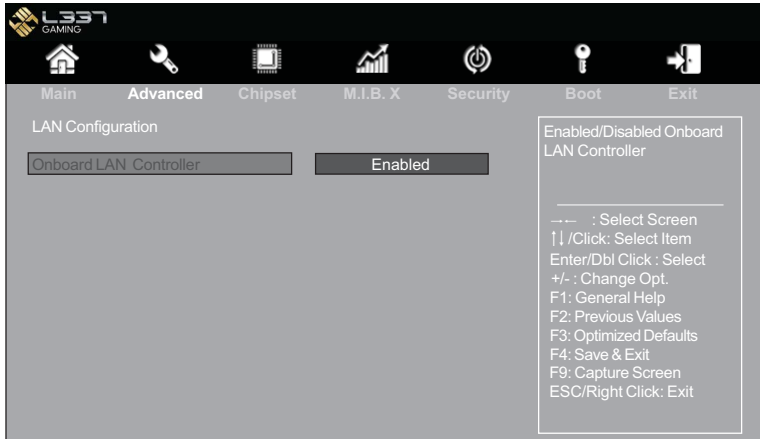 L337
GAMING
Main Advanced Chipset M.I.B. X Security Boot Exit
LAN Configuration
Onboard LAN Controller Enabled
Enabled/Disabled Onboard
LAN Controller
→← : Select Screen
↑↓/Click: Select Item
Enter/Dbl Click : Select
+/- : Change Opt.
F1: General Help
F2: Previous Values
F3: Optimized Defaults
F4: Save & Exit
F9: Capture Screen
ESC/Right Click: Exit